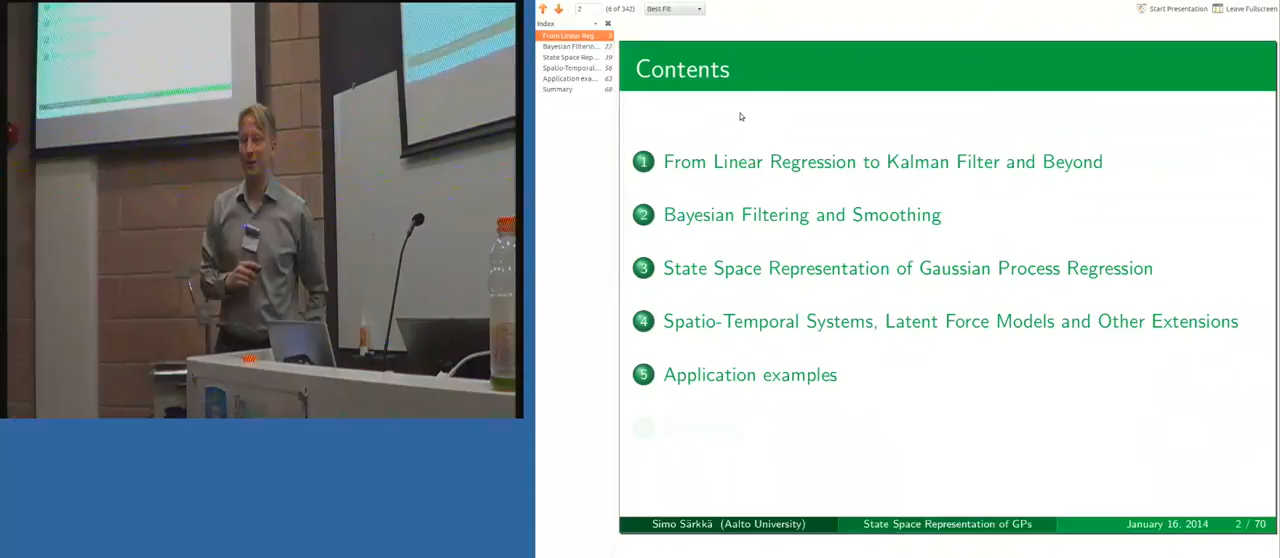 2
(6 of 342)
Best Fit
Start Presentation
Leave Fullscreen
Index
From Linear Reg... 3
Bayesian Filterin... 22
State Space Rep... 39
Spatio-Temporal... 56
Application exa... 63
Summary 68
Contents
1 From Linear Regression to Kalman Filter and Beyond
2 Bayesian Filtering and Smoothing
3 State Space Representation of Gaussian Process Regression
4 Spatio-Temporal Systems, Latent Force Models and Other Extensions
5 Application examples
Simo Särkkä (Aalto University)
State Space Representation of GPs
January 16, 2014
2 / 70